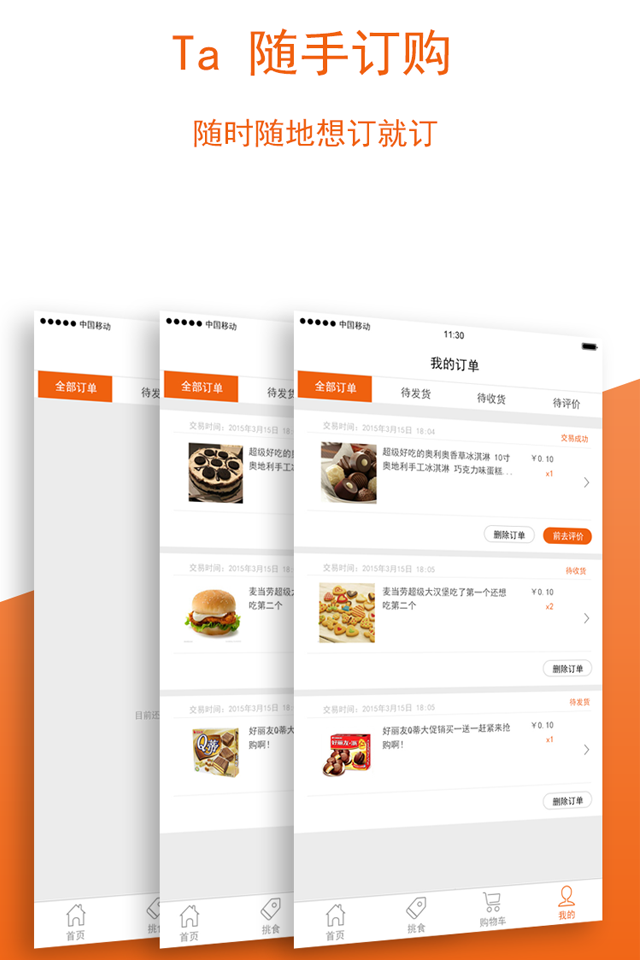 Ta 随手订购
随时随地想订就订
中国移动
全部订单 待发
目前还
首页 挑食
中国移动
全部订单 待发货
交易时间：2015年3月15日 18
超级好吃的
奥地利手工
交易时间：2015年3月15日 18:
麦当劳超级大
吃第二个
交易时间：2015年3月15日 18:
好丽友Q蒂
购啊！
首页 挑食
中国移动 11:30
我的订单
全部订单 待发货 待收货 待评价
交易时间：2015年3月15日 18:04 交易成功
超级好吃的奥利奥香草冰淇淋 10寸 ￥0.10
奥地利手工冰淇淋 巧克力味蛋糕... x1
删除订单 前去评价
交易时间：2015年3月15日 18:05 待收货
麦当劳超级大汉堡吃了第一个还想 ￥0.10
吃第二个 x2
删除订单
交易时间：2015年3月15日 18:05 待发货
好丽友Q蒂大促销买一送一赶紧来抢 ￥0.10
购啊！ x1
删除订单
首页 挑食 购物车 我的